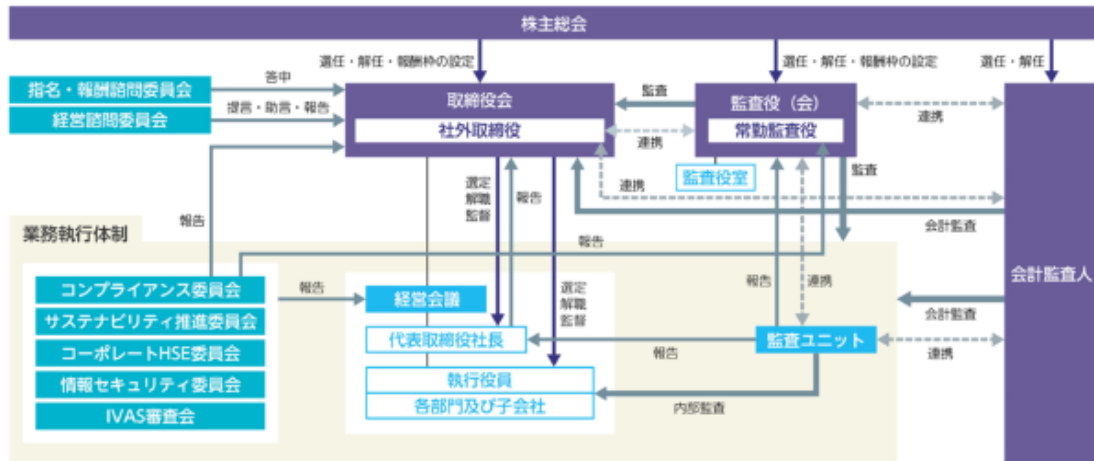 株主総会
選任・解任・報酬枠の設定
選任・解任・報酬枠の設定
選任・解任
指名・報酬諮問委員会
答申
経営諮問委員会
提言・助言・報告
取締役会
社外取締役
監査
監査役（会）
常勤監査役
連携
連携
監査役室
監査
選定
解職
監督
報告
連携
会計監査
報告
業務執行体制
報告
会計監査人
コンプライアンス委員会
サステナビリティ推進委員会
コーポレートHSE委員会
情報セキュリティ委員会
IVAS審査会
報告
経営会議
代表取締役社長
執行役員
各部門及び子会社
選定
解職
監督
報告
連携
報告
監査ユニット
内部監査
会計監査
連携